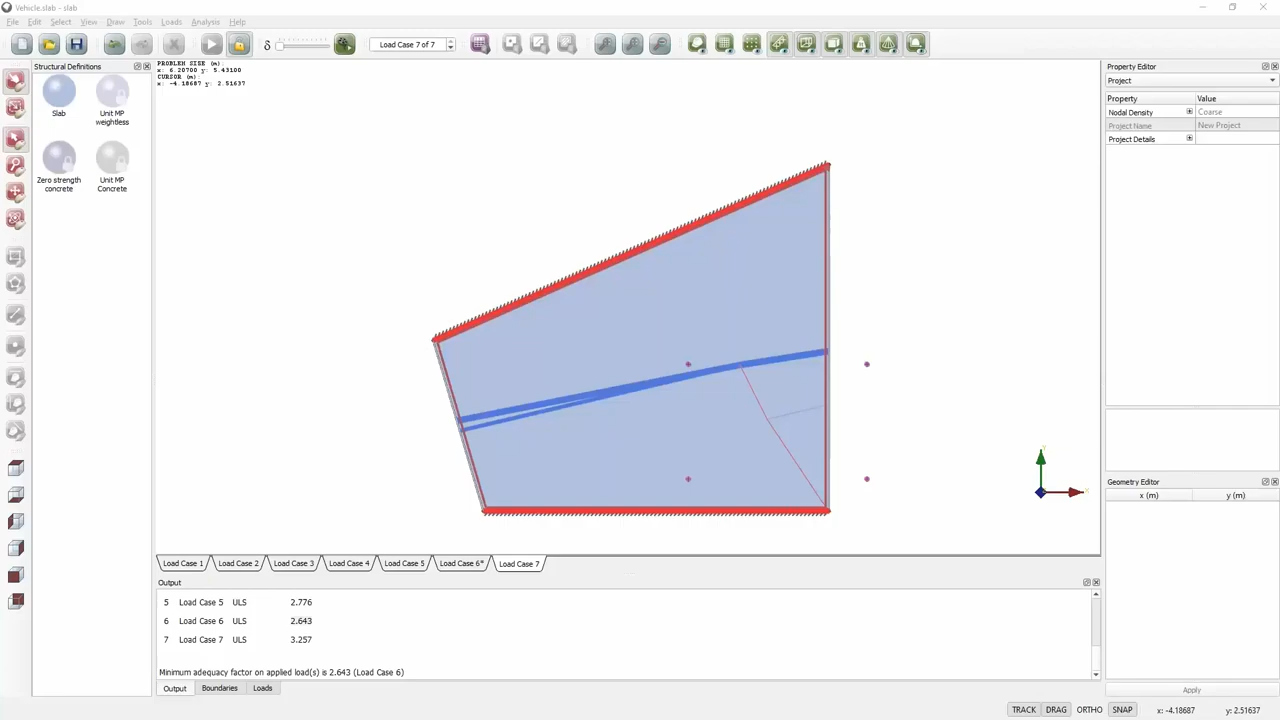 Vehicle.slab - slab
File Edit Select View Draw Tools Loads Analysis Help
δ
Load Case 7 of 7
Structural Definitions
Slab
Unit MP
weightless
Zero strength
concrete
Unit MP
Concrete
PROBLEM SIZE (m):
x: 6.20700 y: 5.43100
CURSOR (m):
x: -4.18687 y: 2.51637
Property Editor
Project
Property Value
Nodal Density Coarse
Project Name New Project
Project Details
Geometry Editor
x (m) y (m)
Load Case 1 Load Case 2 Load Case 3 Load Case 4 Load Case 5 Load Case 6* Load Case 7
Output
5 Load Case 5 ULS 2.776
6 Load Case 6 ULS 2.643
7 Load Case 7 ULS 3.257
Minimum adequacy factor on applied load(s) is 2.643 (Load Case 6)
Output Boundaries Loads
Apply
TRACK DRAG ORTHO SNAP x: -4.18687 y: 2.51637